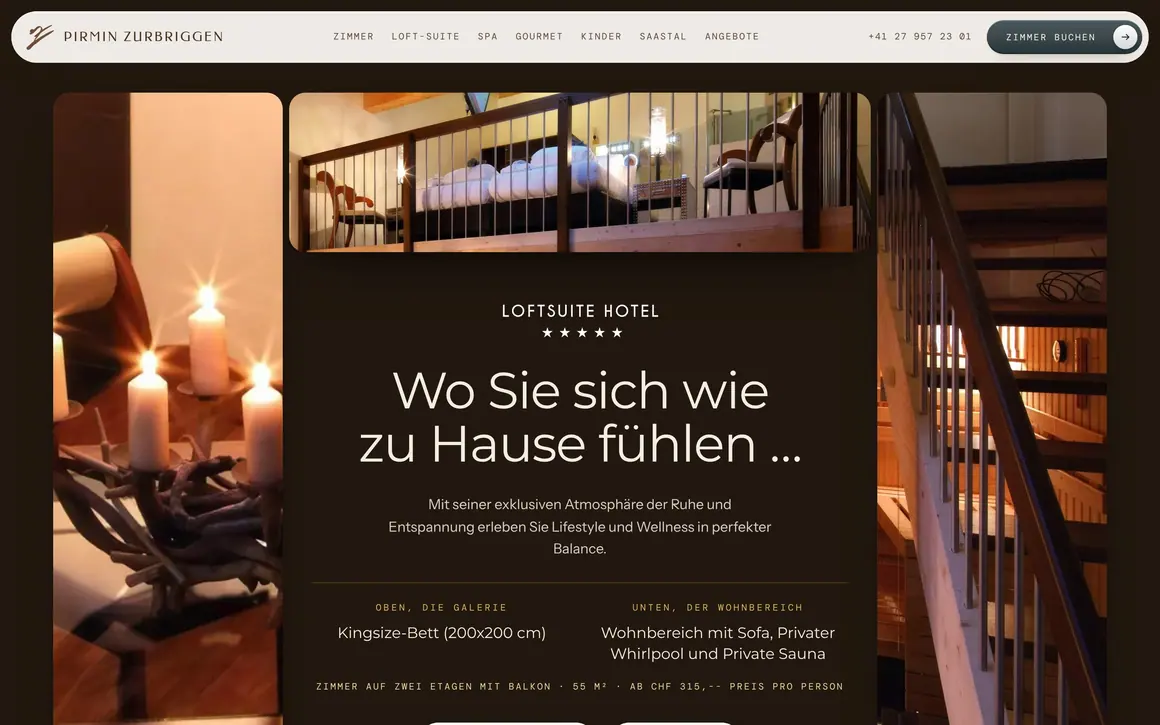 PIRMIN ZURBRIGGEN
ZIMMER LOFT-SUITE SPA GOURMET KINDER SAASTAL ANGEBOTE
+41 27 957 23 01
ZIMMER BUCHEN
LOFTSUITE HOTEL
★ ★ ★ ★ ★
Wo Sie sich wie
zu Hause fühlen ...
Mit seiner exklusiven Atmosphäre der Ruhe und
Entspannung erleben Sie Lifestyle und Wellness in perfekter
Balance.
OBEN, DIE GALERIE
Kingsize-Bett (200x200 cm)
UNTEN, DER WOHNBEREICH
Wohnbereich mit Sofa, Privater
Whirlpool und Private Sauna
ZIMMER AUF ZWEI ETAGEN MIT BALKON · 55 M² · AB CHF 315,-- PREIS PRO PERSON